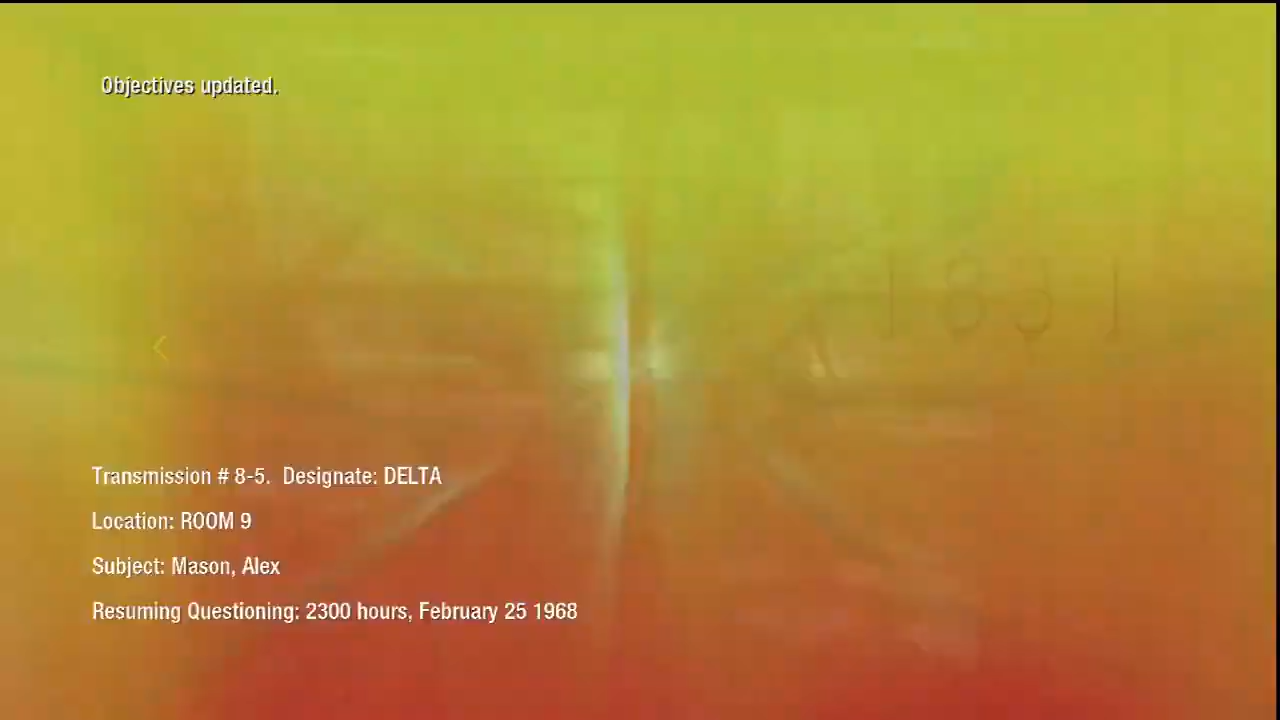 Objectives updated.
Transmission # 8-5. Designate: DELTA
Location: ROOM 9
Subject: Mason, Alex
Resuming Questioning: 2300 hours, February 25 1968